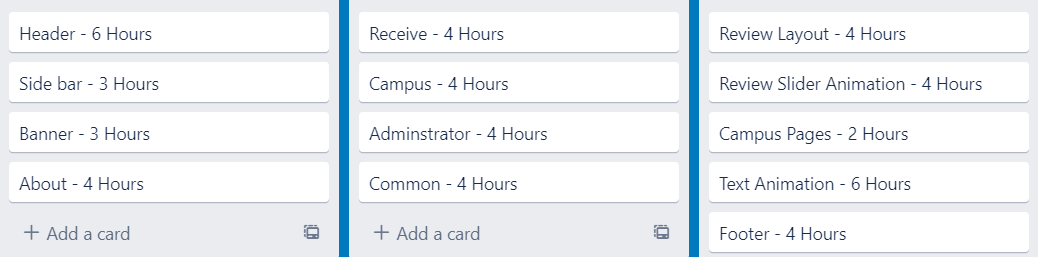 Header - 6 Hours
Side bar - 3 Hours
Banner - 3 Hours
About - 4 Hours
+ Add a card
Receive - 4 Hours
Campus - 4 Hours
Adminstrator - 4 Hours
Common - 4 Hours
+ Add a card
Review Layout - 4 Hours
Review Slider Animation - 4 Hours
Campus Pages - 2 Hours
Text Animation - 6 Hours
Footer - 4 Hours